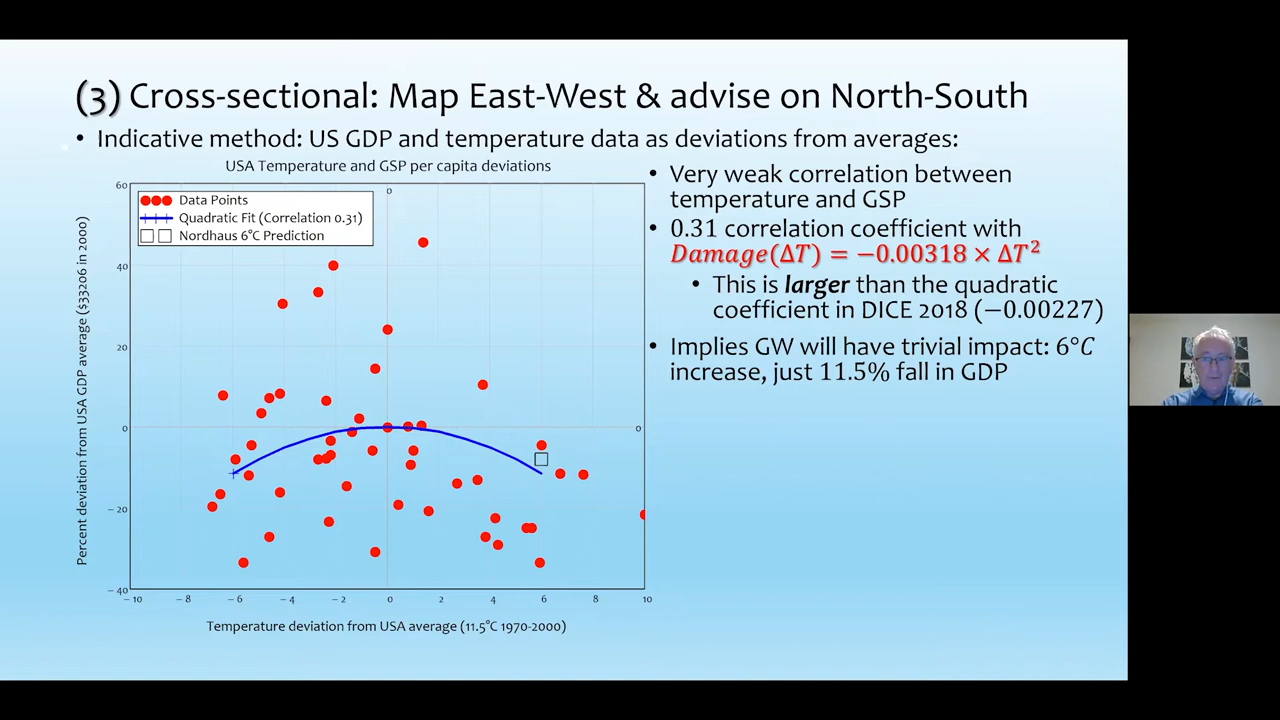 (3) Cross-sectional: Map East-West & advise on North-South
• Indicative method: US GDP and temperature data as deviations from averages:
USA Temperature and GSP per capita deviations
60
40
20
0
−20
−40
0
0
Data Points
Quadratic Fit (Correlation 0.31)
Nordhaus 6°C Prediction
−10 −8 −6 −4 −2 0 2 4 6 8 10
Percent deviation from USA GDP average ($33206 in 2000)
Temperature deviation from USA average (11.5°C 1970-2000)
• Very weak correlation between
temperature and GSP
• 0.31 correlation coefficient with
Damage(ΔT) = −0.00318 × ΔT²
• This is larger than the quadratic
coefficient in DICE 2018 (−0.00227)
• Implies GW will have trivial impact: 6°C
increase, just 11.5% fall in GDP